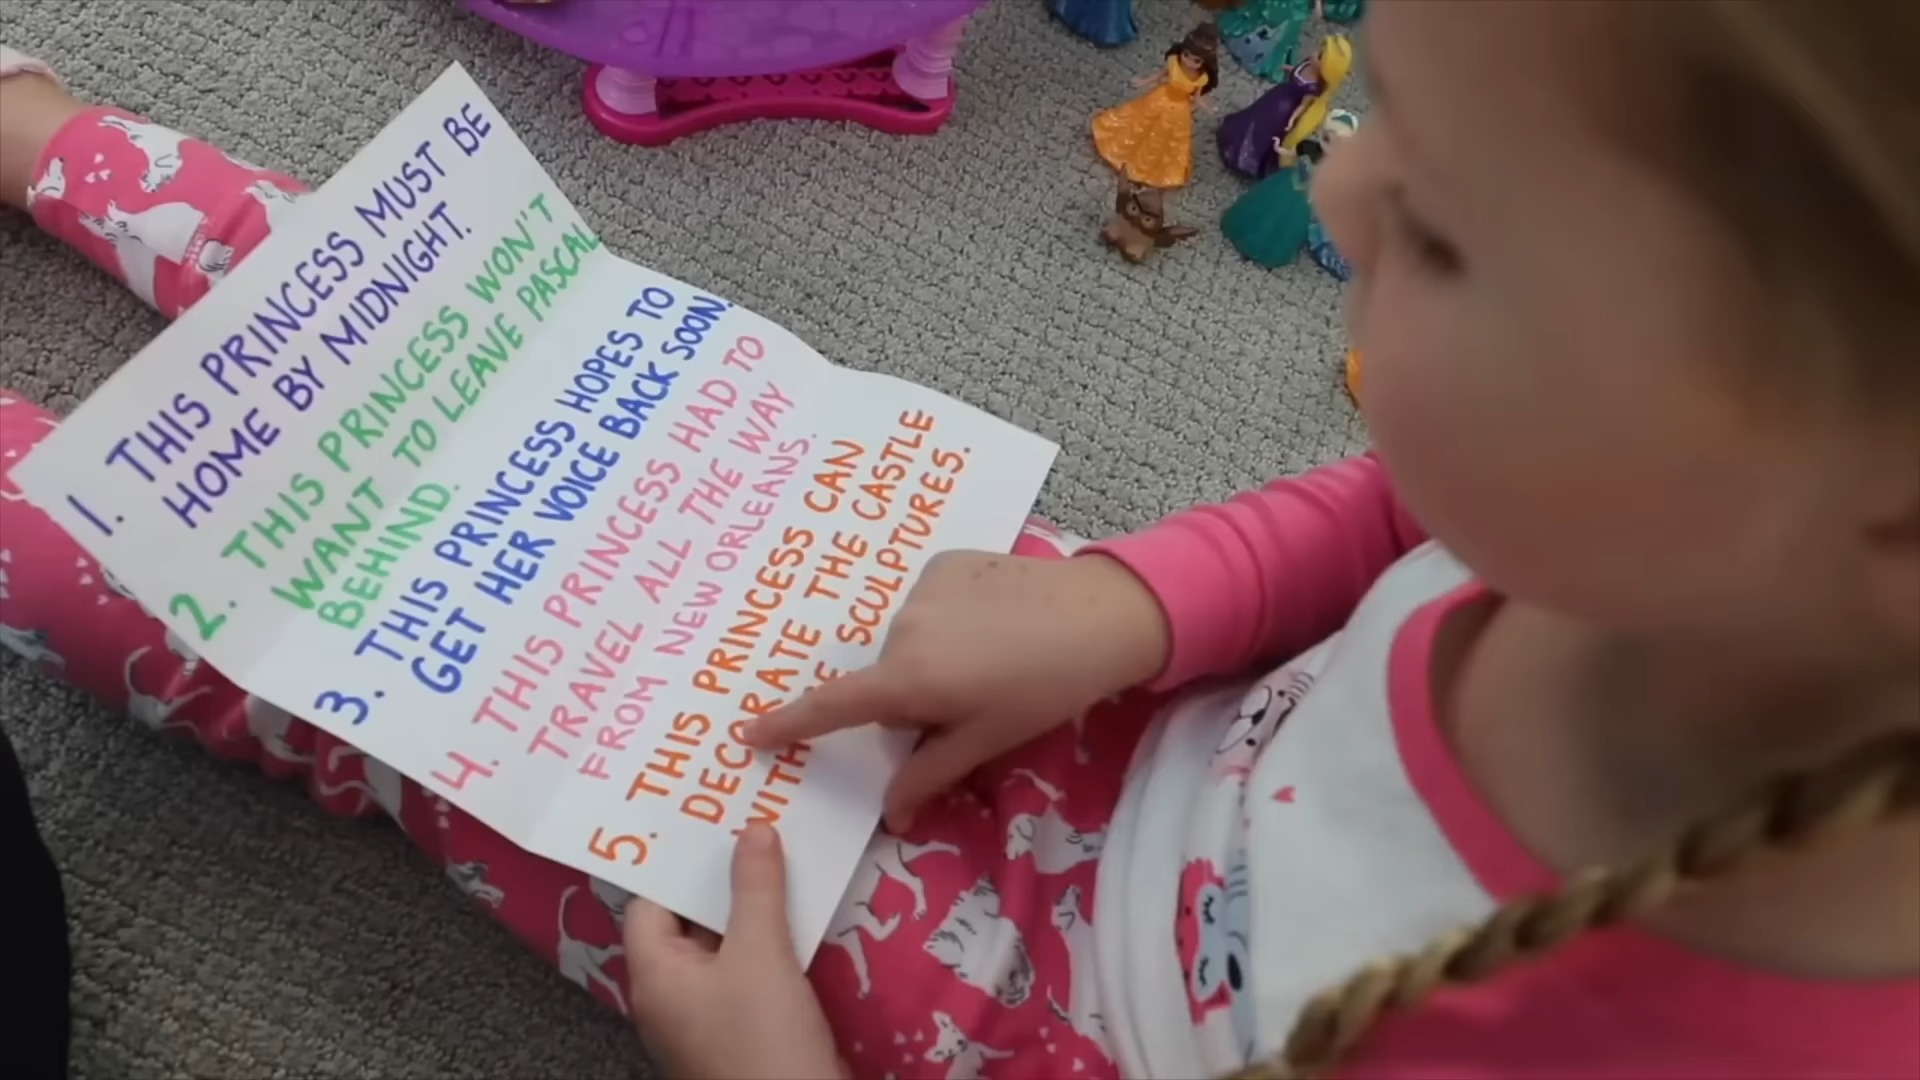 1. THIS PRINCESS MUST BE
HOME BY MIDNIGHT.
2. THIS PRINCESS WON'T
WANT TO LEAVE PASCAL
BEHIND.
3. THIS PRINCESS HOPES TO
GET HER VOICE BACK SOON.
4. THIS PRINCESS HAD TO
TRAVEL ALL THE WAY
FROM NEW ORLEANS.
5. THIS PRINCESS CAN
DECORATE THE CASTLE
WITH SCULPTURES.